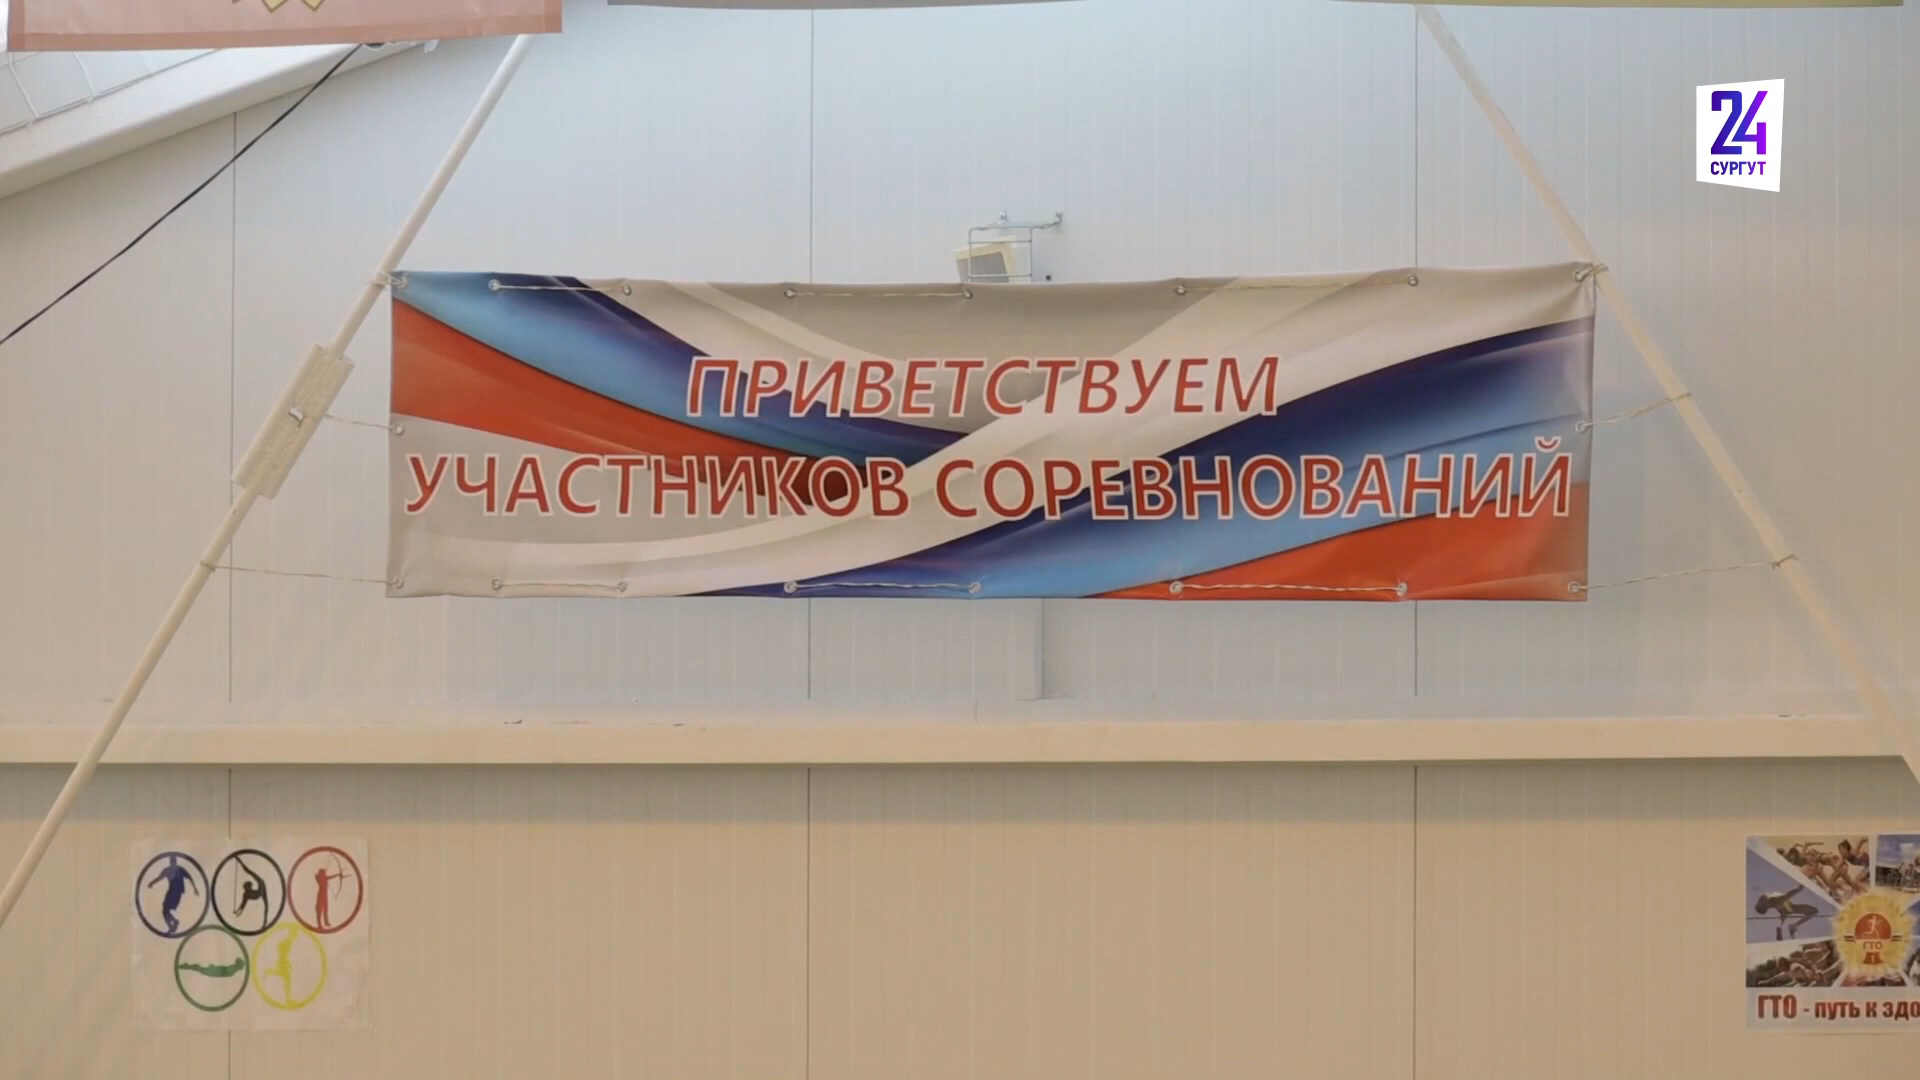 24
СУРГУТ
ПРИВЕТСТВУЕМ
УЧАСТНИКОВ СОРЕВНОВАНИЙ
ГТО
ГТО - путь к здо